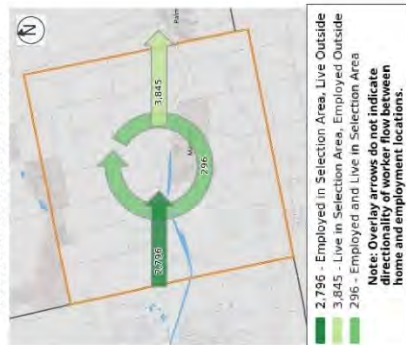 N
Palm
3,845
296
2,796
2,796 - Employed in Selection Area, Live Outside
3,845 - Live in Selection Area, Employed Outside
296 - Employed and Live in Selection Area
Note: Overlay arrows do not indicate
directionality of worker flow between
home and employment locations.